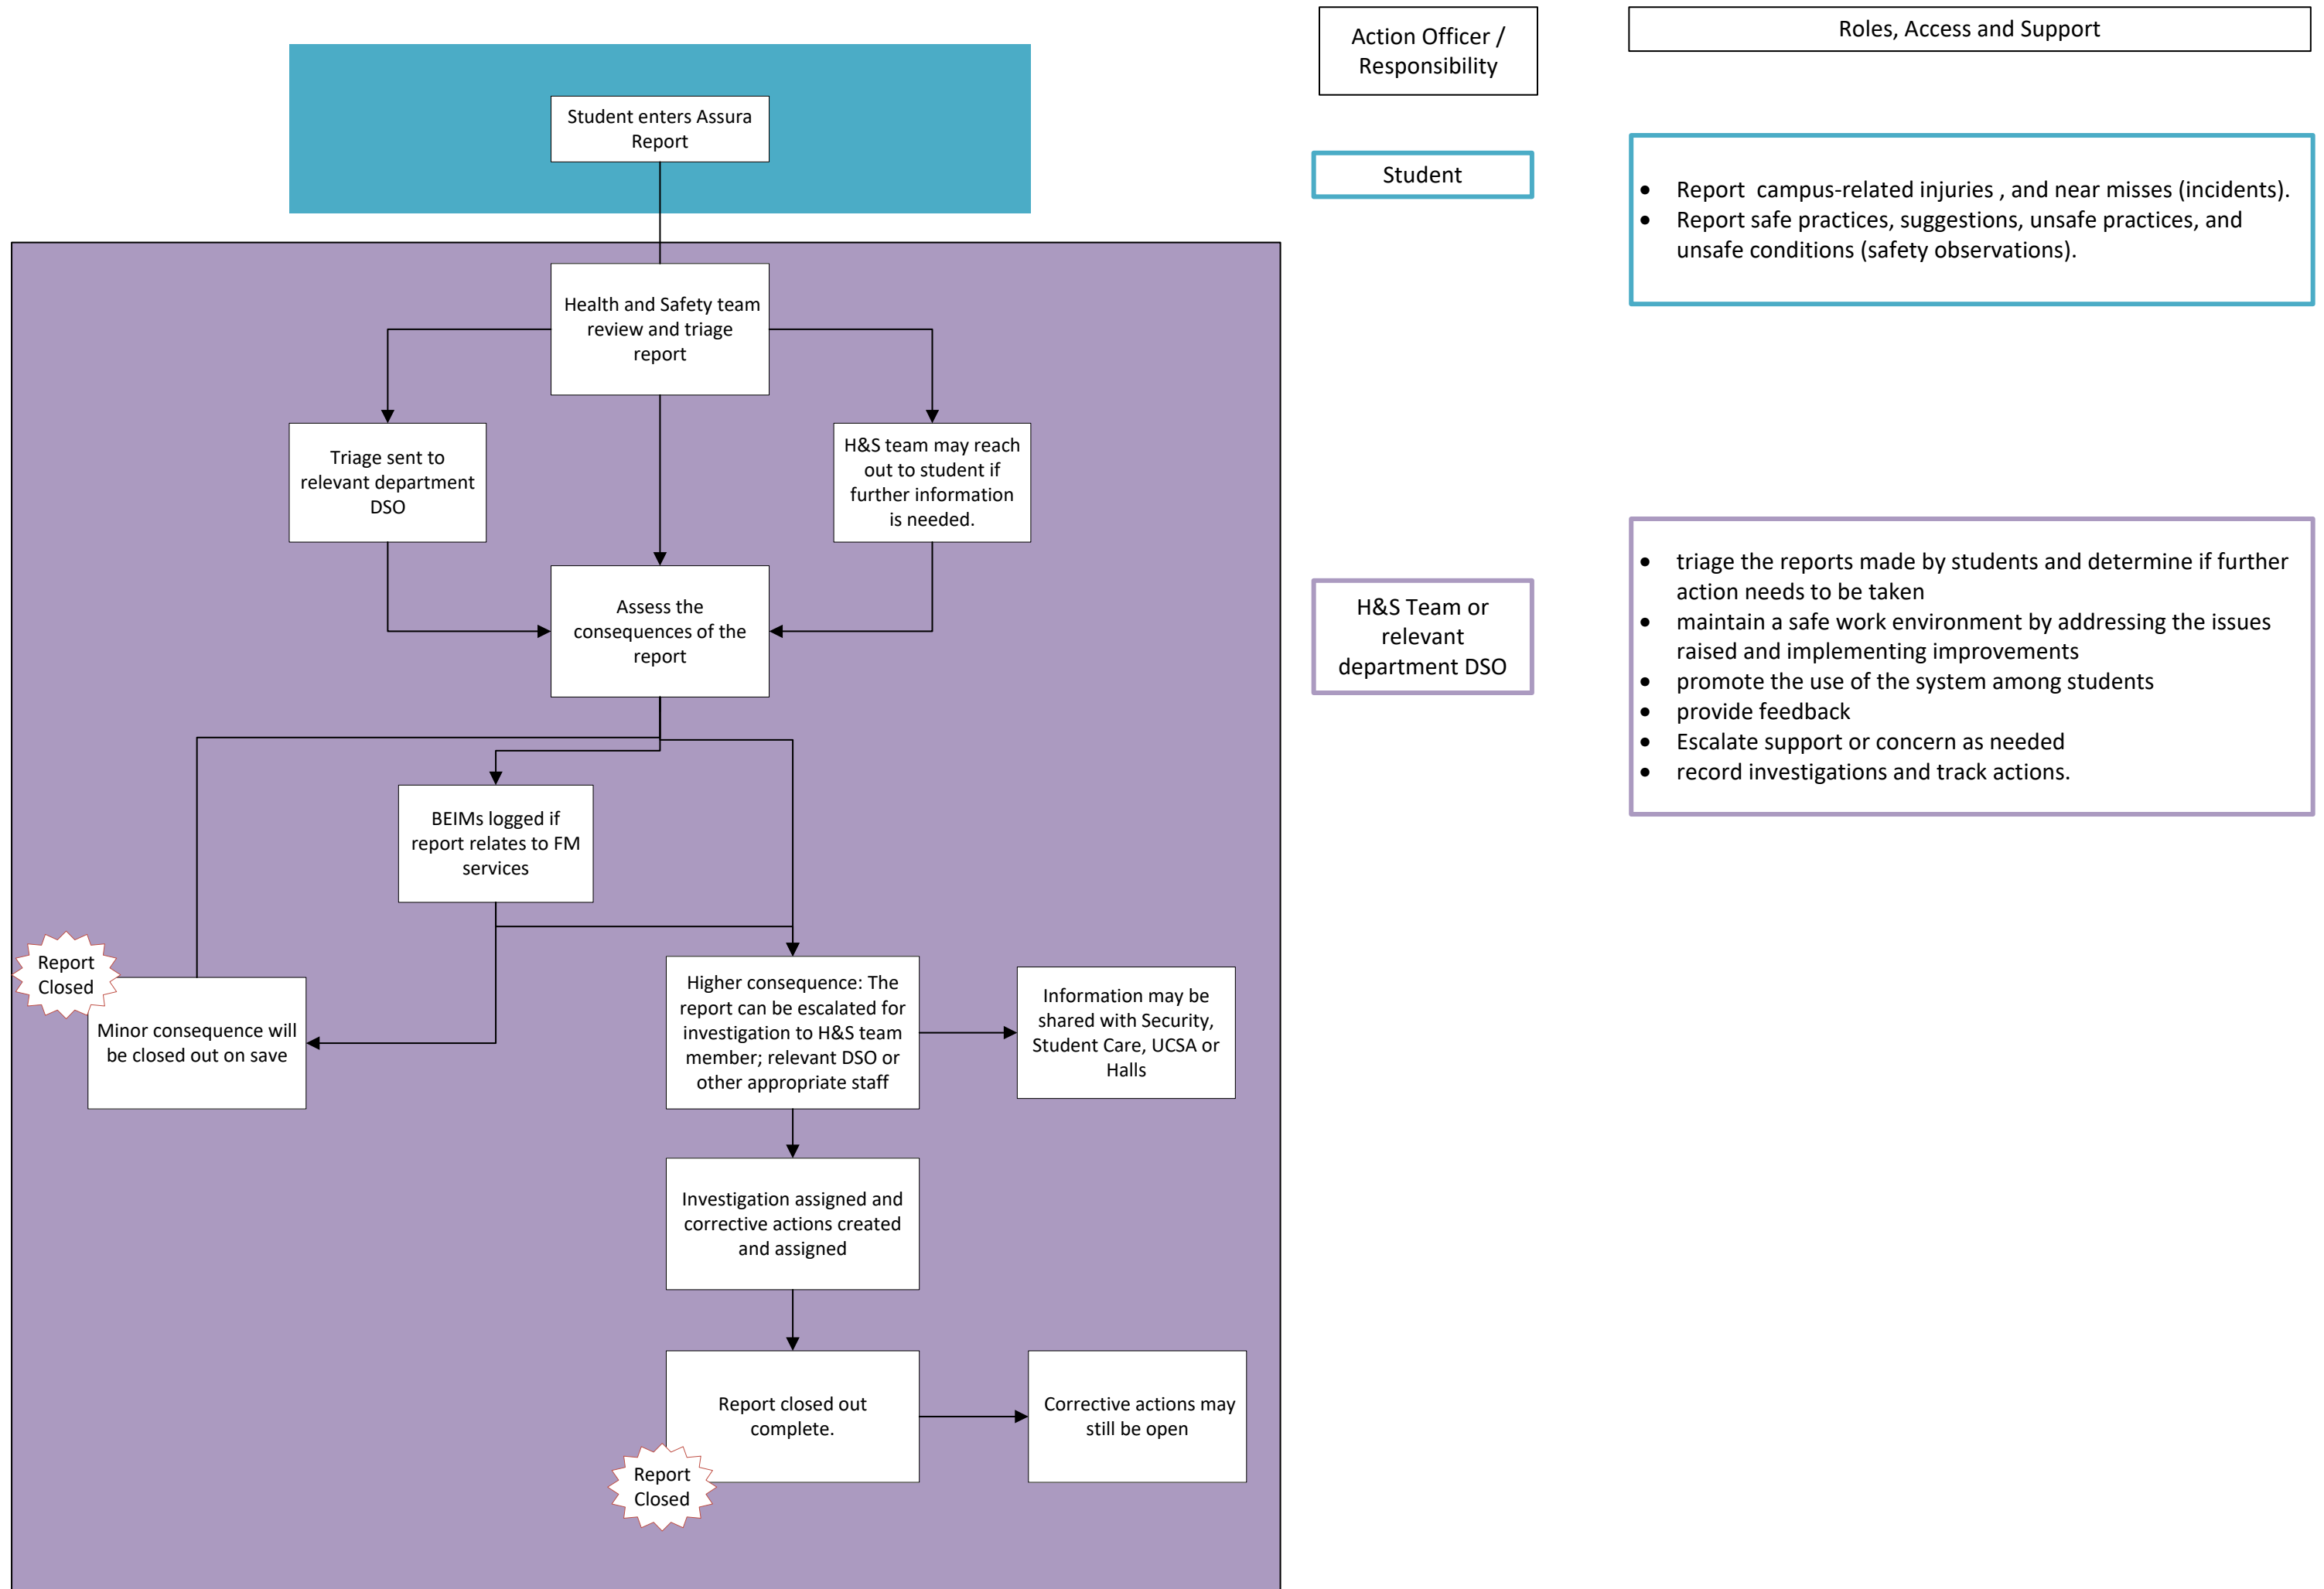 Action Officer /
Responsibility
Roles, Access and Support
Student enters Assura
Report
Student
• Report  campus-related injuries , and near misses (incidents).
• Report safe practices, suggestions, unsafe practices, and
unsafe conditions (safety observations).
Health and Safety team
review and triage
report
Triage sent to
relevant department
DSO
H&S team may reach
out to student if
further information
is needed.
Assess the
consequences of the
report
H&S Team or
relevant
department DSO
• triage the reports made by students and determine if further
action needs to be taken
• maintain a safe work environment by addressing the issues
raised and implementing improvements
• promote the use of the system among students
• provide feedback
• Escalate support or concern as needed
• record investigations and track actions.
BEIMs logged if
report relates to FM
services
Report
Closed
Minor consequence will
be closed out on save
Higher consequence: The
report can be escalated for
investigation to H&S team
member; relevant DSO or
other appropriate staff
Information may be
shared with Security,
Student Care, UCSA or
Halls
Investigation assigned and
corrective actions created
and assigned
Report closed out
complete.
Corrective actions may
still be open
Report
Closed